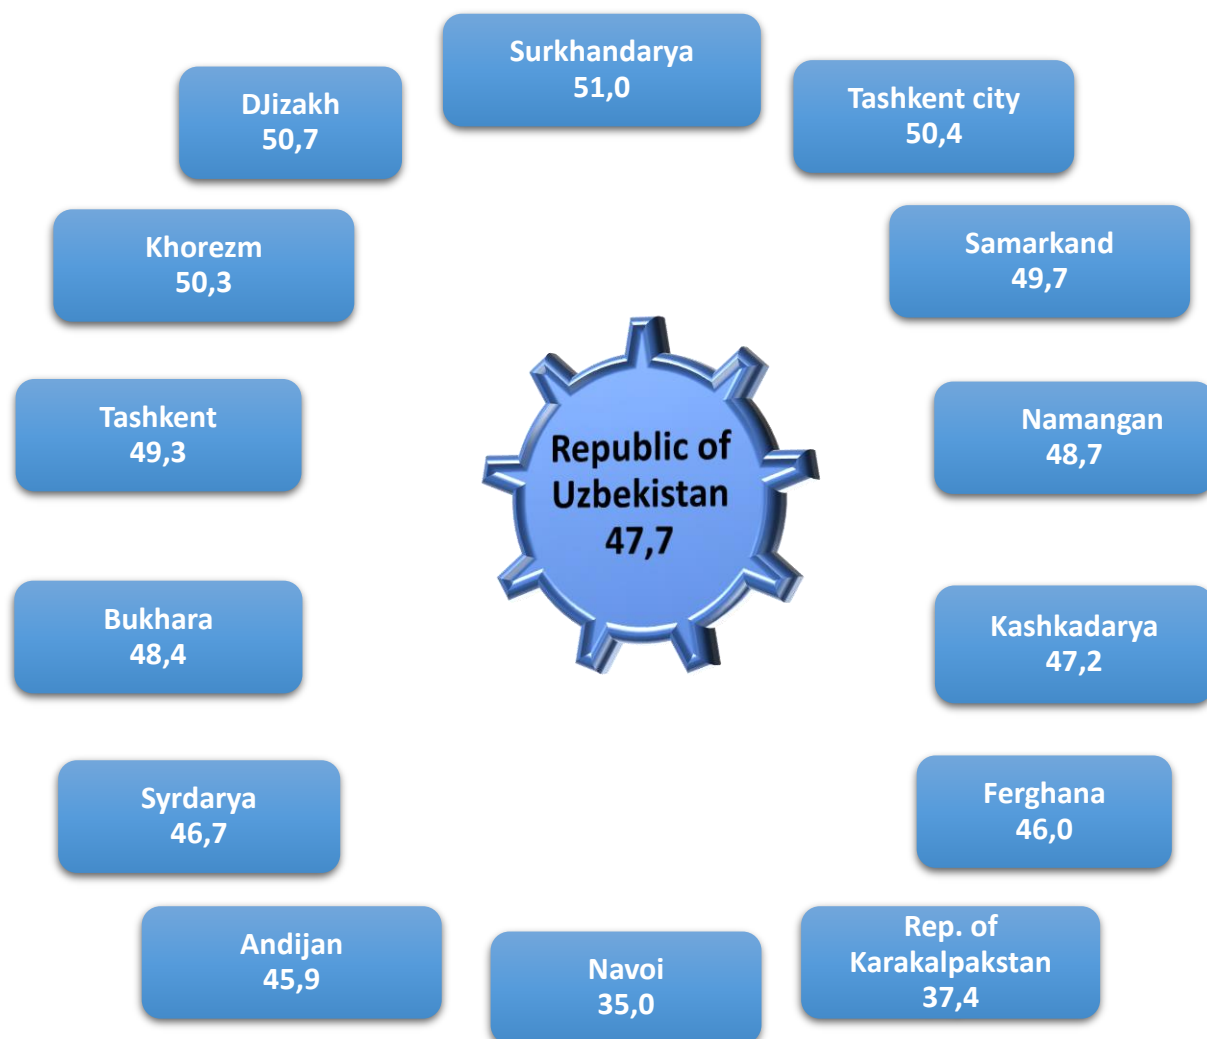 Surkhandarya
51,0
DJizakh
50,7
Tashkent city
50,4
Khorezm
50,3
Samarkand
49,7
Tashkent
49,3
Namangan
48,7
Republic of
Uzbekistan
47,7
Bukhara
48,4
Kashkadarya
47,2
Syrdarya
46,7
Ferghana
46,0
Andijan
45,9
Navoi
35,0
Rep. of
Karakalpakstan
37,4